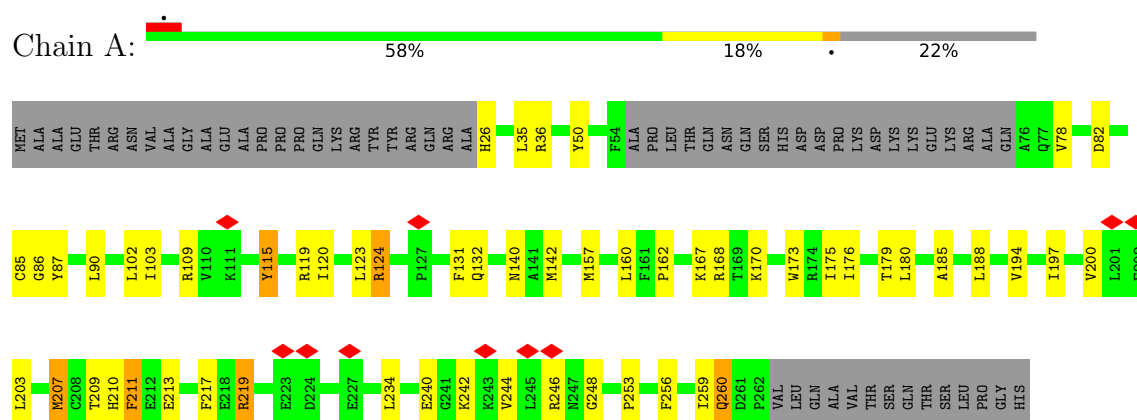 Chain A:
58% 18% • 22%
MET ALA ALA GLU THR ARG ASN VAL ALA GLY ALA GLU ALA PRO PRO PRO GLN LYS ARG TYR TYR ARG GLN ARG ALA H26 L35 R36 Y50 F54 ALA PRO LEU THR GLN ASN GLN SER HIS ASP ASP PRO LYS ASP LYS LYS GLU LYS ARG ALA GLN A76 Q77 V78 D82
C85 G86 Y87 L90 L102 I103 R109 V110 K111 Y115 R119 I120 L123 R124 P127 F131 Q132 N140 A141 M142 M157 L160 F161 P162 K167 R168 T169 K170 W173 R174 I175 I176 T179 L180 A185 L188 V194 I197 V200 L201
L203 M207 C208 T209 H210 F211 E212 E213 F217 E218 R219 E223 D224 E227 L234 E240 G241 K242 K243 V244 L245 R246 N247 G248 P253 F256 I259 Q260 D261 P262 VAL LEU GLN ALA VAL THR SER GLN THR SER LEU PRO GLY HIS